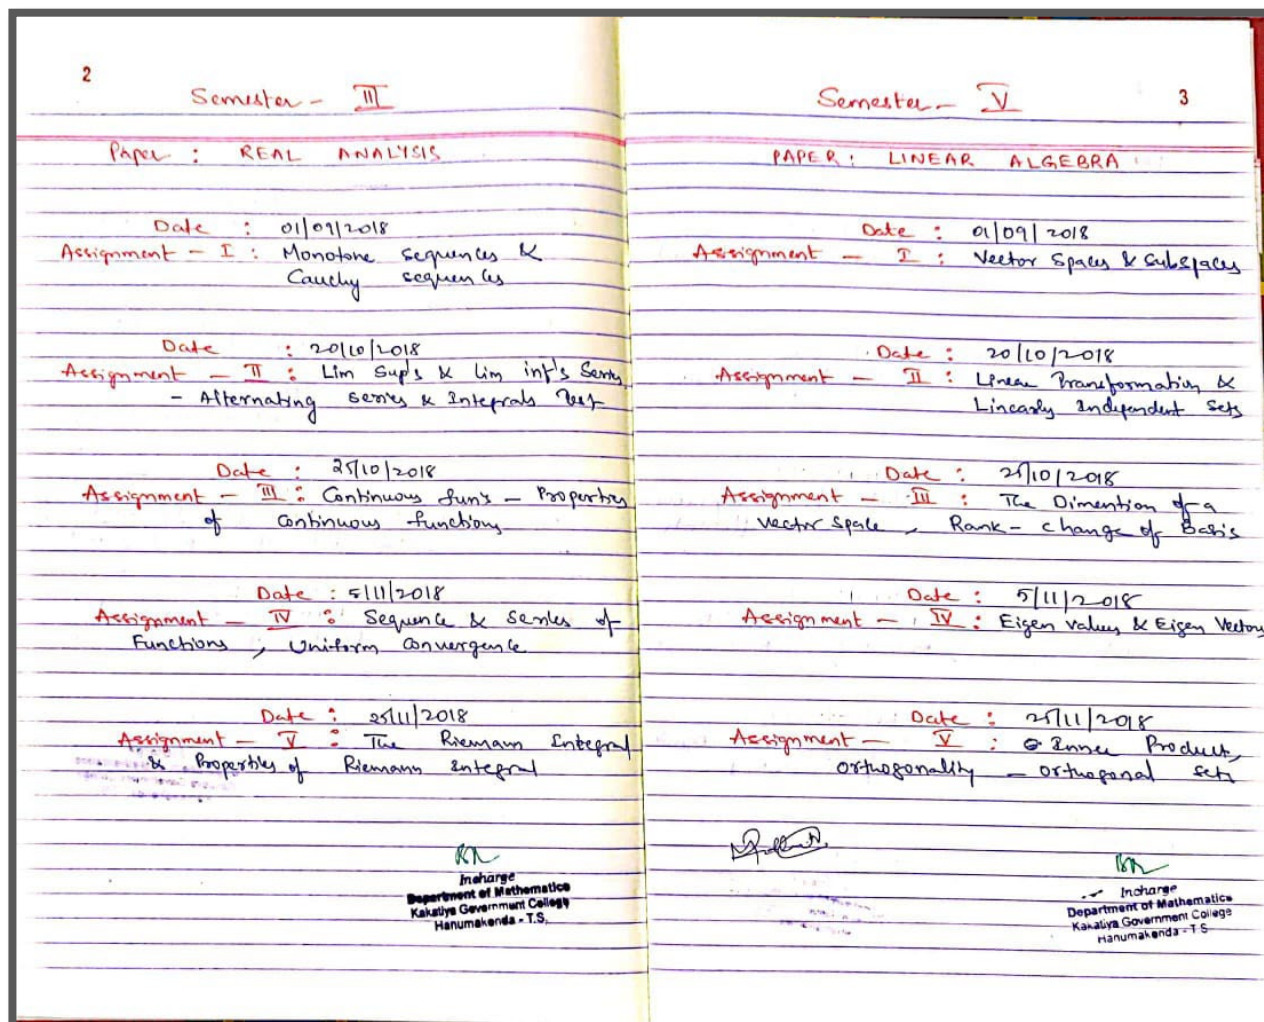 2
Semester - III
Paper : REAL ANALYSIS
Date : 01/09/2018
Assignment - I : Monotone sequences &
Cauchy sequences
Date : 20/10/2018
Assignment - II : Lim Sup's & Lim inf's Series
- Alternating series & Integrals Test
Date : 25/10/2018
Assignment - III : Continuous fun's - Properties
of continuous functions
Date : 5/11/2018
Assignment - IV : Sequence & series of
Functions , Uniform convergence
Date : 25/11/2018
Assignment - V : The Riemann Integral
& Properties of Riemann Integral
Incharge
Department of Mathematics
Kakatiya Government College
Hanumakonda - T.S.
3
Semester - V
PAPER : LINEAR ALGEBRA
Date : 01/09/2018
Assignment - I : Vector Spaces & Subspaces
Date : 20/10/2018
Assignment - II : Linear Transformation &
Linearly Independent Sets
Date : 25/10/2018
Assignment - III : The Dimention of a
Vector Space , Rank - change of Basis
Date : 5/11/2018
Assignment - IV : Eigen values & Eigen Vectors
Date : 25/11/2018
Assignment - V : Inner Product,
Orthogonality - orthogonal sets
Incharge
Department of Mathematics
Kakatiya Government College
Hanumakonda - T.S